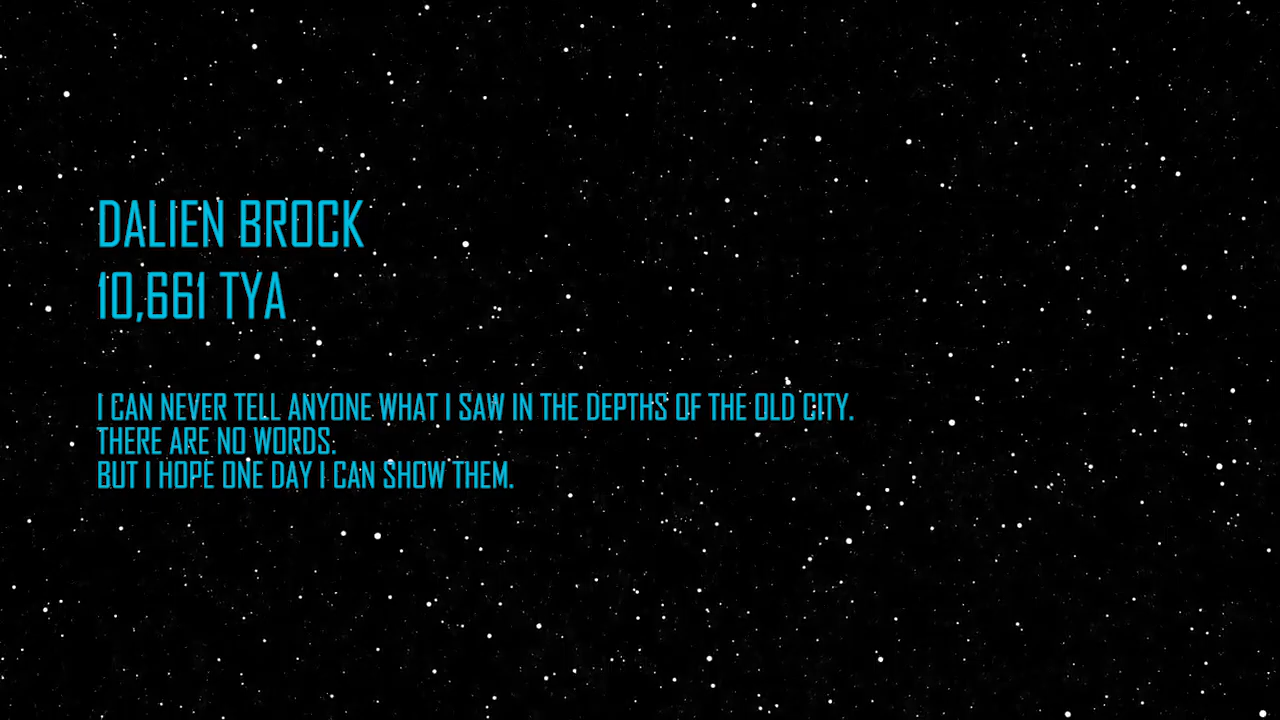 DALIEN BROCK
10,661 TYA
I CAN NEVER TELL ANYONE WHAT I SAW IN THE DEPTHS OF THE OLD CITY.
THERE ARE NO WORDS.
BUT I HOPE ONE DAY I CAN SHOW THEM.